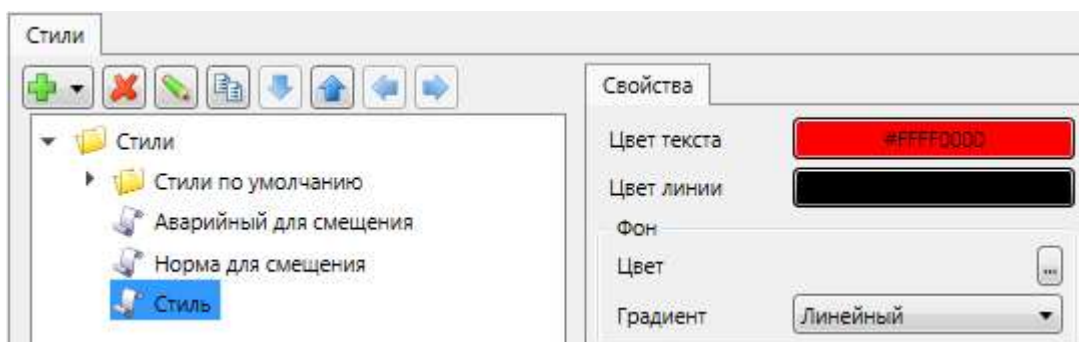 Стили
Свойства
Стили
Стили по умолчанию
Аварийный для смещения
Норма для смещения
Стиль
Цвет текста
#FFFF0000
Цвет линии
Фон
Цвет
...
Градиент
Линейный